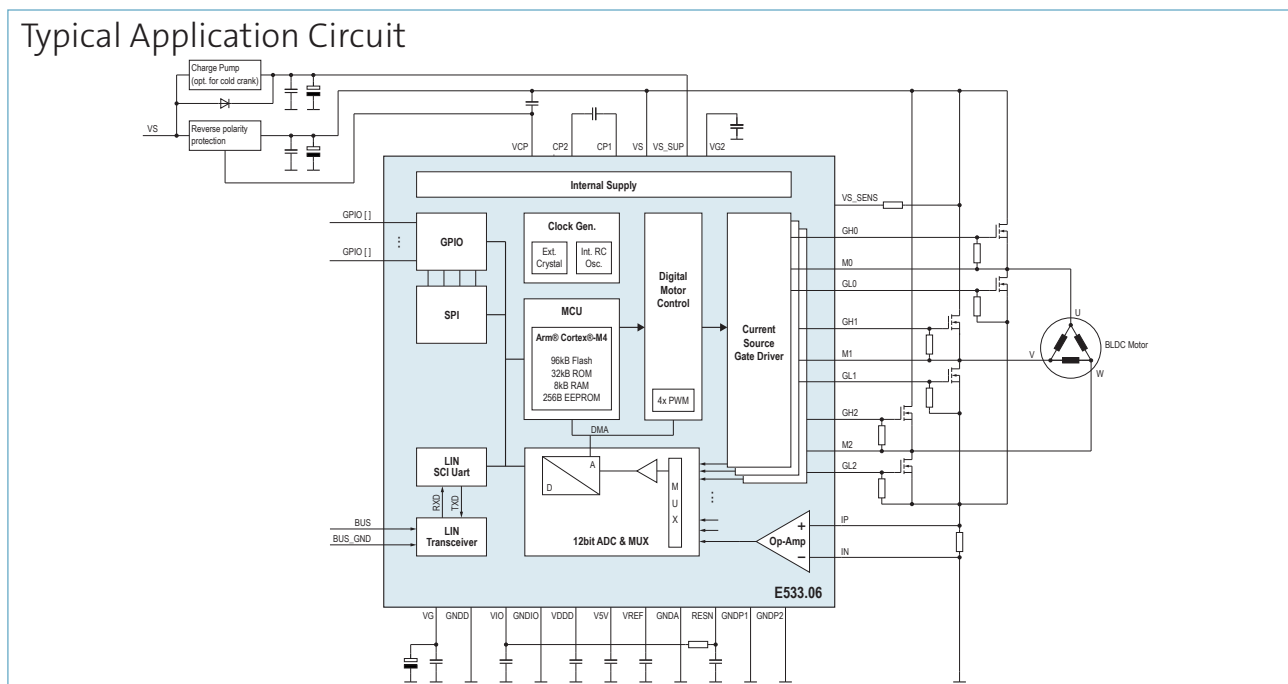 Typical Application Circuit
Charge Pump
(opt. for cold crank)
VS
Reverse polarity
protection
VCP
CP2
CP1
VS
VS_SUP
VG2
Internal Supply
VS_SENS
GPIO [ ]
GPIO [ ]
⋮
GPIO
SPI
Clock Gen.
Ext.
Crystal
Int. RC
Osc.
MCU
Arm® Cortex®-M4
96kB Flash
32kB ROM
8kB RAM
256B EEPROM
Digital
Motor
Control
4x PWM
Current
Source
Gate Driver
GH0
M0
GL0
GH1
M1
GL1
GH2
M2
GL2
U
V
W
BLDC Motor
DMA
LIN
SCI Uart
RXD
TXD
LIN
Transceiver
BUS
BUS_GND
A
D
M
U
X
⋮
12bit ADC & MUX
+
Op-Amp
−
IP
IN
E533.06
VG
GNDD
VIO
GNDIO
VDDD
V5V
VREF
GNDA
RESN
GNDP1
GNDP2